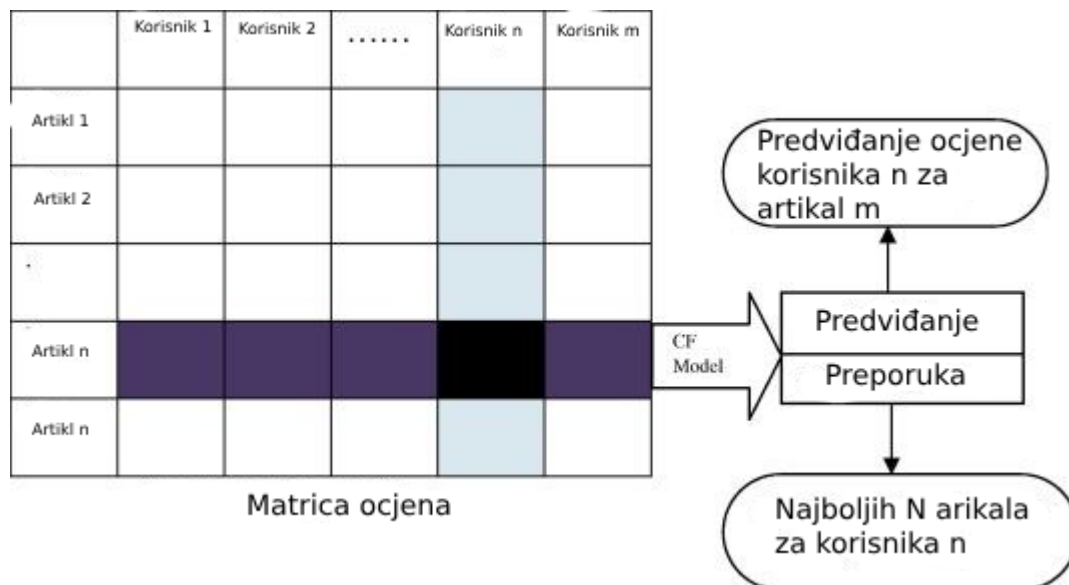 Korisnik 1 Korisnik 2 ...... Korisnik n Korisnik m
Artikl 1
Artikl 2
.
Artikl n
Artikl n
Matrica ocjena
CF
Model
Predviđanje ocjene
korisnika n za
artikal m
Predviđanje
Preporuka
Najboljih N arikala
za korisnika n